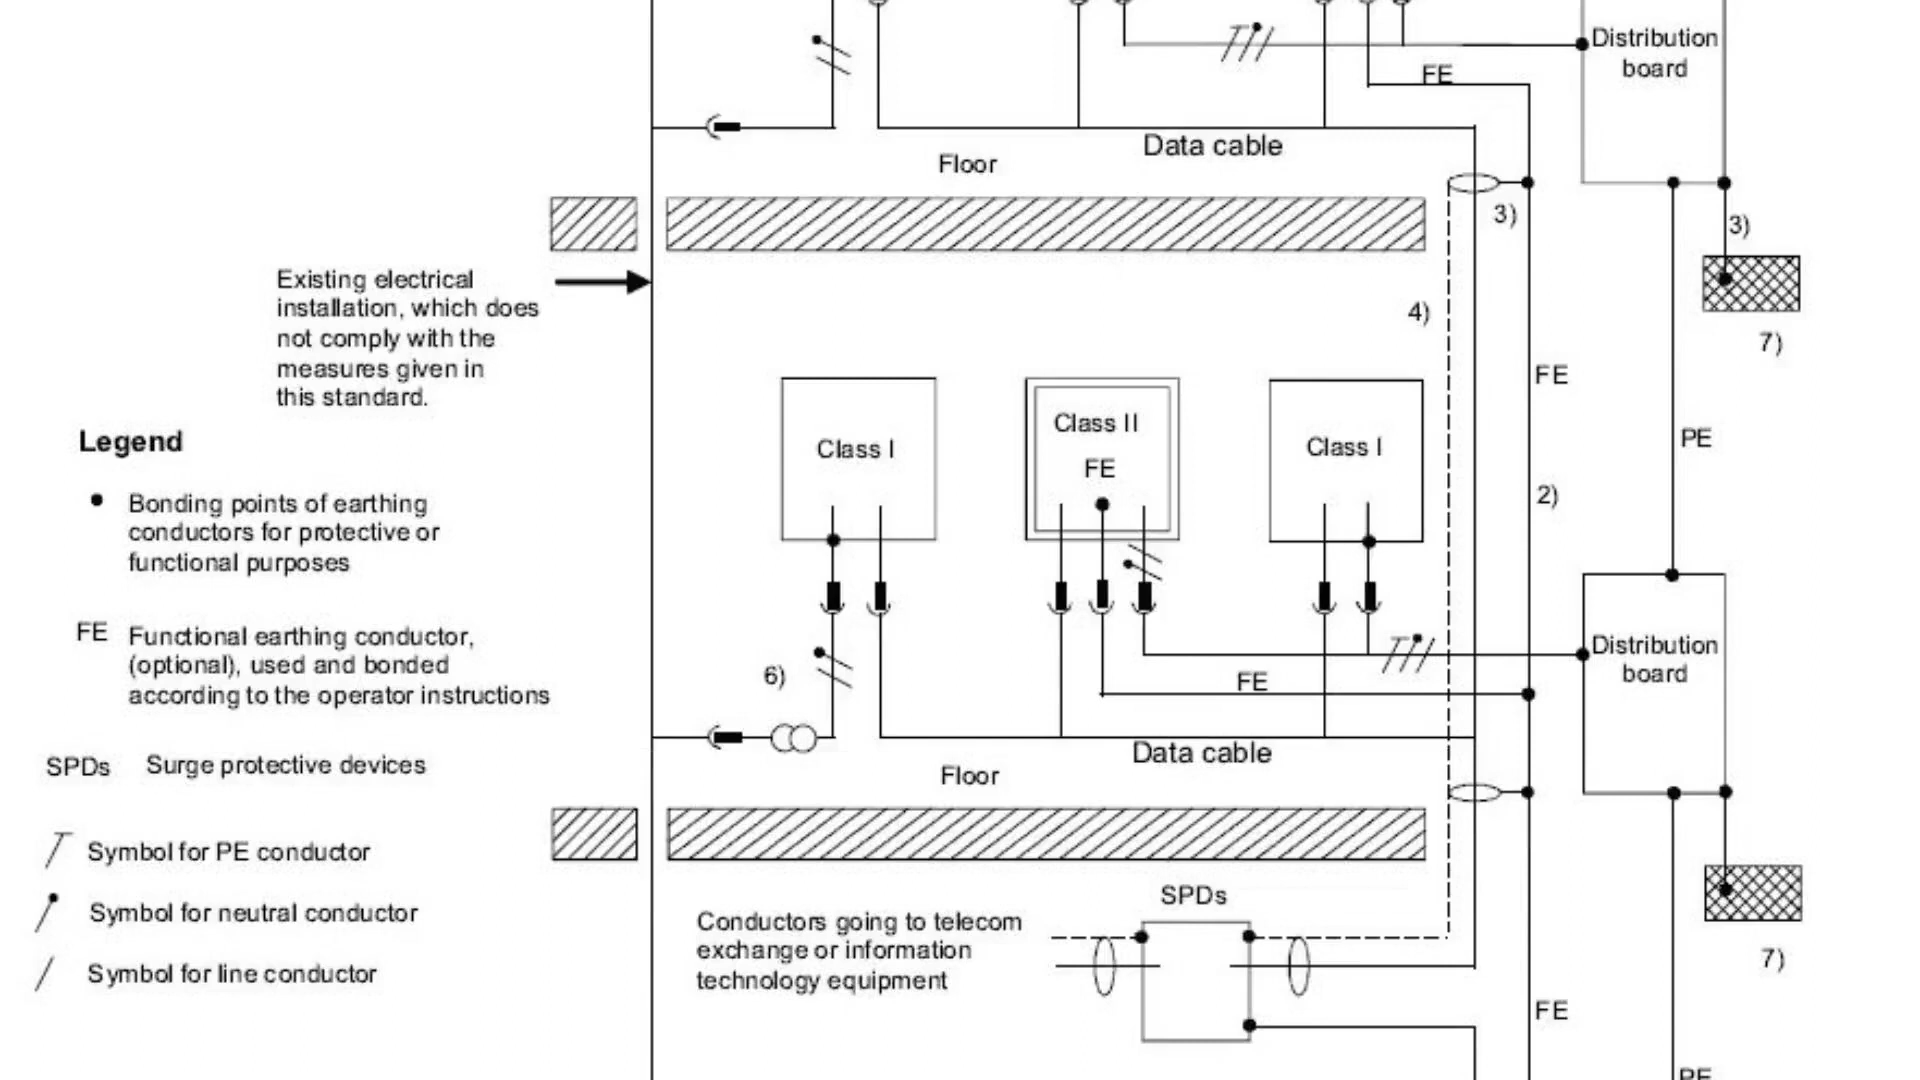 Distribution
board
FE
Data cable
Floor
3)
3)
Existing electrical
installation, which does
not comply with the
measures given in
this standard.
4)
7)
FE
Class I
Class II
FE
Class I
PE
2)
Legend
Bonding points of earthing
conductors for protective or
functional purposes
FE Functional earthing conductor,
(optional), used and bonded
according to the operator instructions
6)
FE
Distribution
board
Data cable
Floor
SPDs Surge protective devices
Symbol for PE conductor
Symbol for neutral conductor
Symbol for line conductor
SPDs
Conductors going to telecom
exchange or information
technology equipment
7)
FE
PE